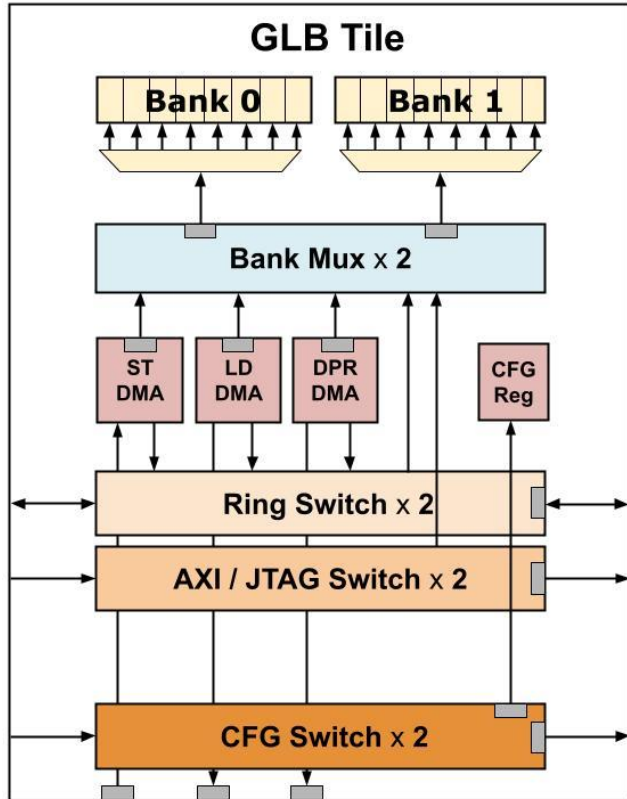 GLB Tile
Bank 0
Bank 1
Bank Mux x 2
ST
DMA
LD
DMA
DPR
DMA
CFG
Reg
Ring Switch x 2
AXI / JTAG Switch x 2
CFG Switch x 2